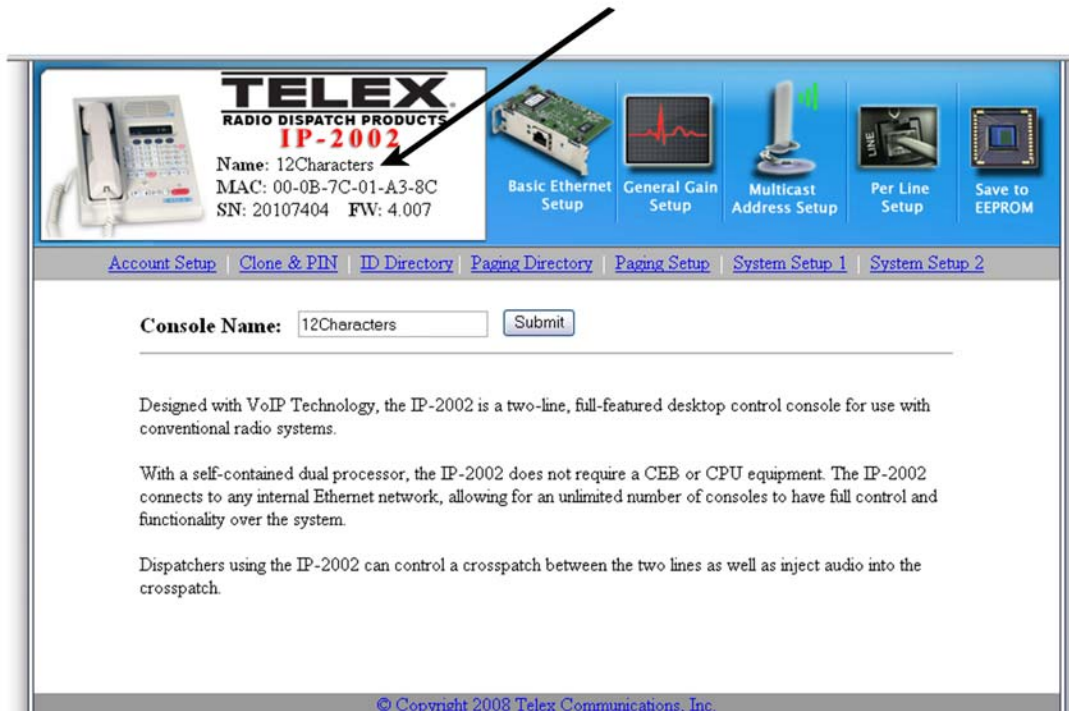 TELEX
RADIO DISPATCH PRODUCTS
IP-2002
Name: 12Characters
MAC: 00-0B-7C-01-A3-8C
SN: 20107404 FW: 4.007
Basic Ethernet Setup
General Gain Setup
LINE
Multicast Address Setup
Per Line Setup
Save to EEPROM
Account Setup | Clone & PIN | ID Directory | Paging Directory | Paging Setup | System Setup 1 | System Setup 2
Console Name: 12Characters Submit
Designed with VoIP Technology, the IP-2002 is a two-line, full-featured desktop control console for use with
conventional radio systems.
With a self-contained dual processor, the IP-2002 does not require a CEB or CPU equipment. The IP-2002
connects to any internal Ethernet network, allowing for an unlimited number of consoles to have full control and
functionality over the system.
Dispatchers using the IP-2002 can control a crosspatch between the two lines as well as inject audio into the
crosspatch.
© Copyright 2008 Telex Communications, Inc.